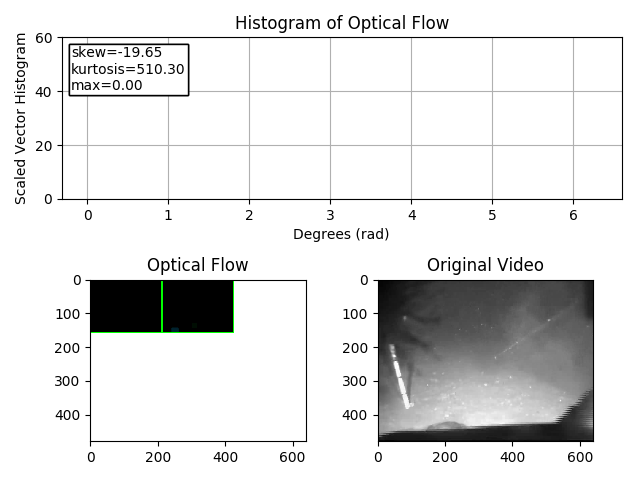 Histogram of Optical Flow
60
40
20
0
Scaled Vector Histogram
skew=-19.65
kurtosis=510.30
max=0.00
0 1 2 3 4 5 6
Degrees (rad)
Optical Flow
0
100
200
300
400
0 200 400 600
Original Video
0
100
200
300
400
0 200 400 600